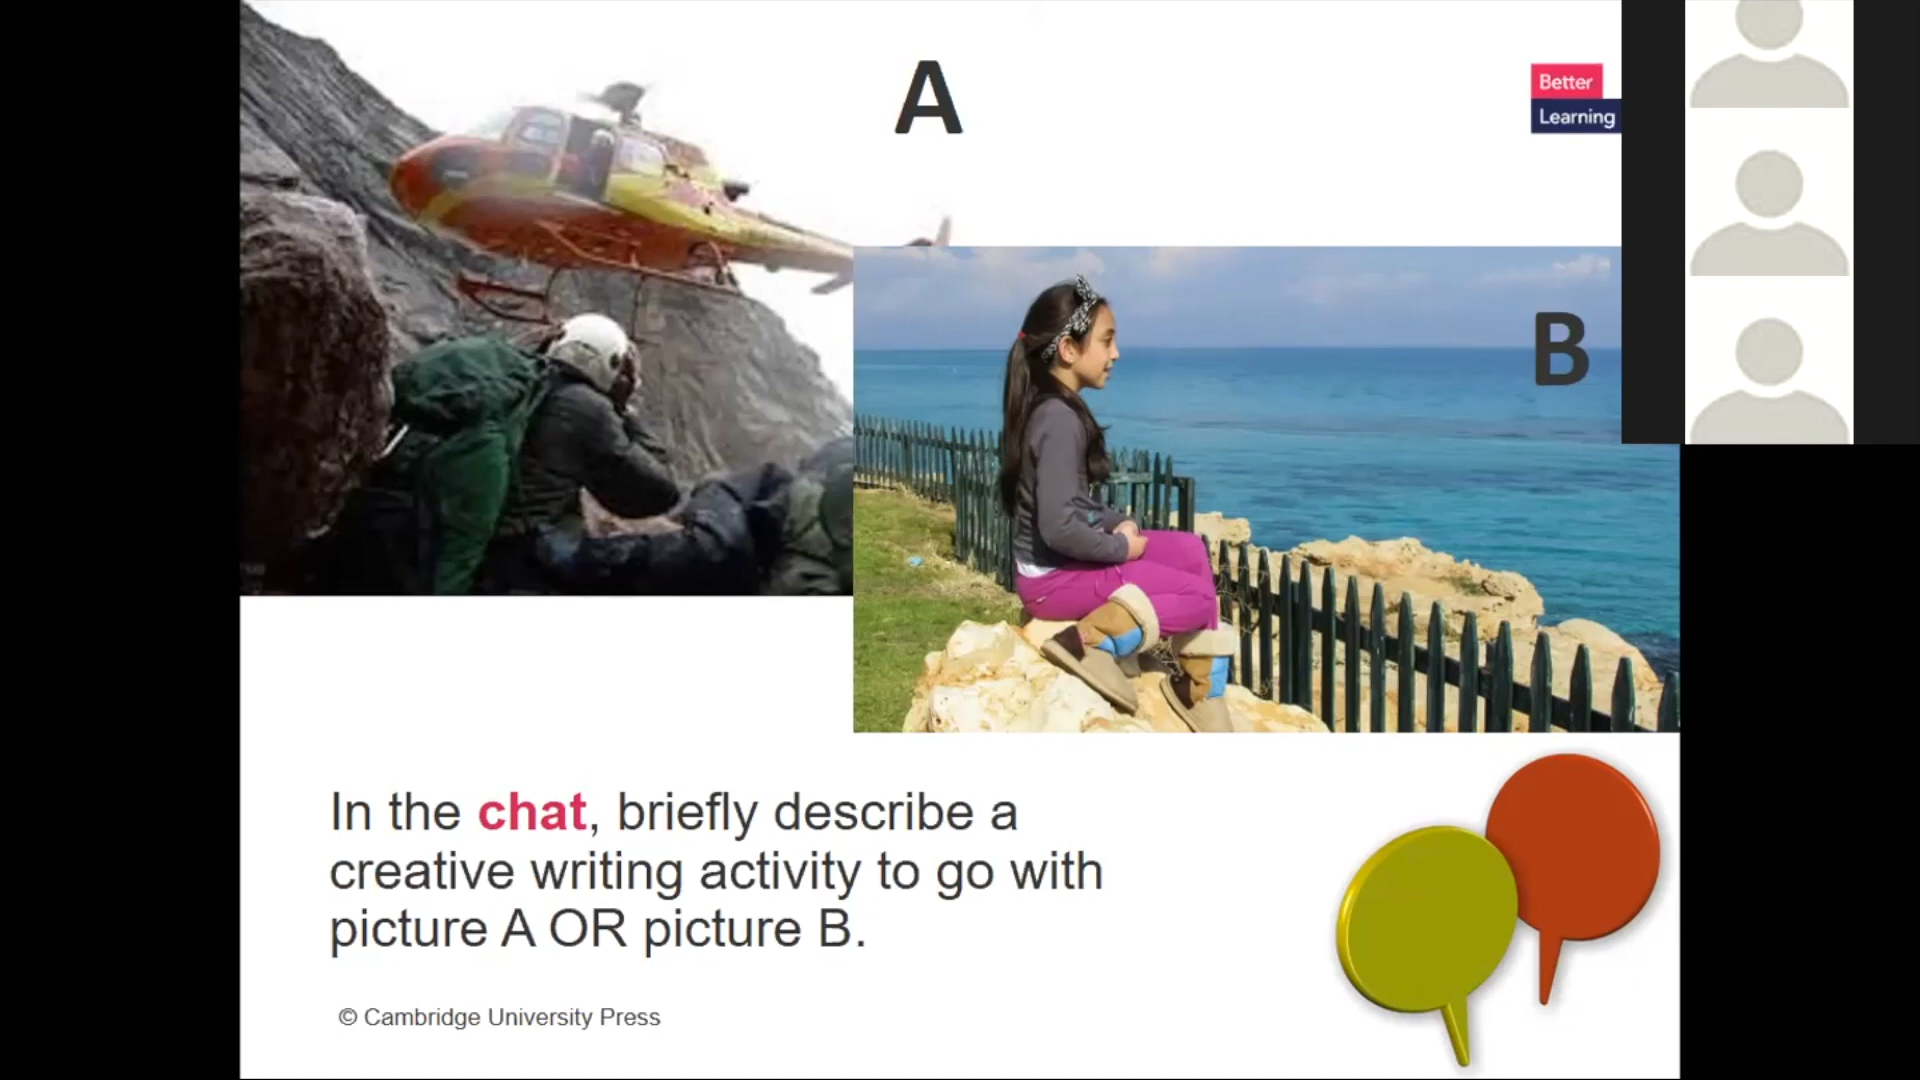 A
Better
Learning
B
In the chat, briefly describe a
creative writing activity to go with
picture A OR picture B.
© Cambridge University Press